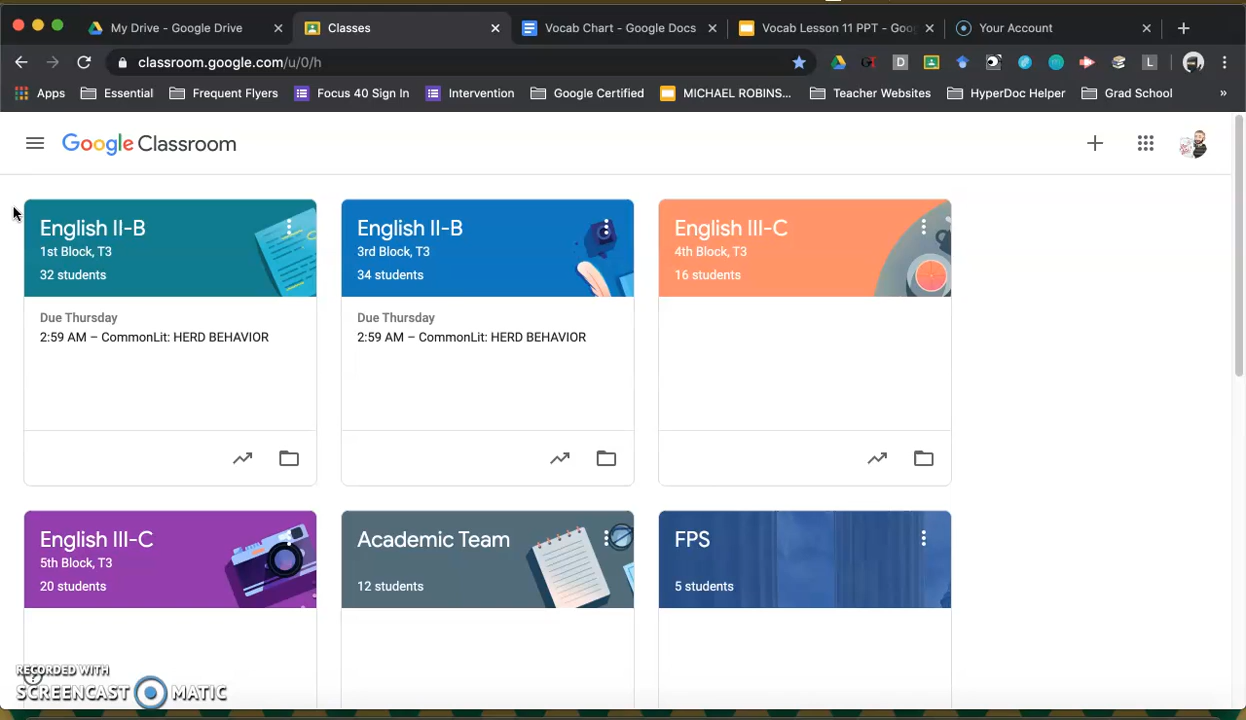 My Drive - Google Drive
Classes
Vocab Chart - Google Docs
Vocab Lesson 11 PPT - Goo
Your Account
classroom.google.com/u/0/h
Apps
Essential
Frequent Flyers
Focus 40 Sign In
Intervention
Google Certified
MICHAEL ROBINS...
Teacher Websites
HyperDoc Helper
Grad School
»
Google Classroom
English II-B
1st Block, T3
32 students
Due Thursday
2:59 AM – CommonLit: HERD BEHAVIOR
English II-B
3rd Block, T3
34 students
Due Thursday
2:59 AM – CommonLit: HERD BEHAVIOR
English III-C
4th Block, T3
16 students
English III-C
5th Block, T3
20 students
Academic Team
12 students
FPS
5 students
RECORDED WITH
SCREENCAST MATIC